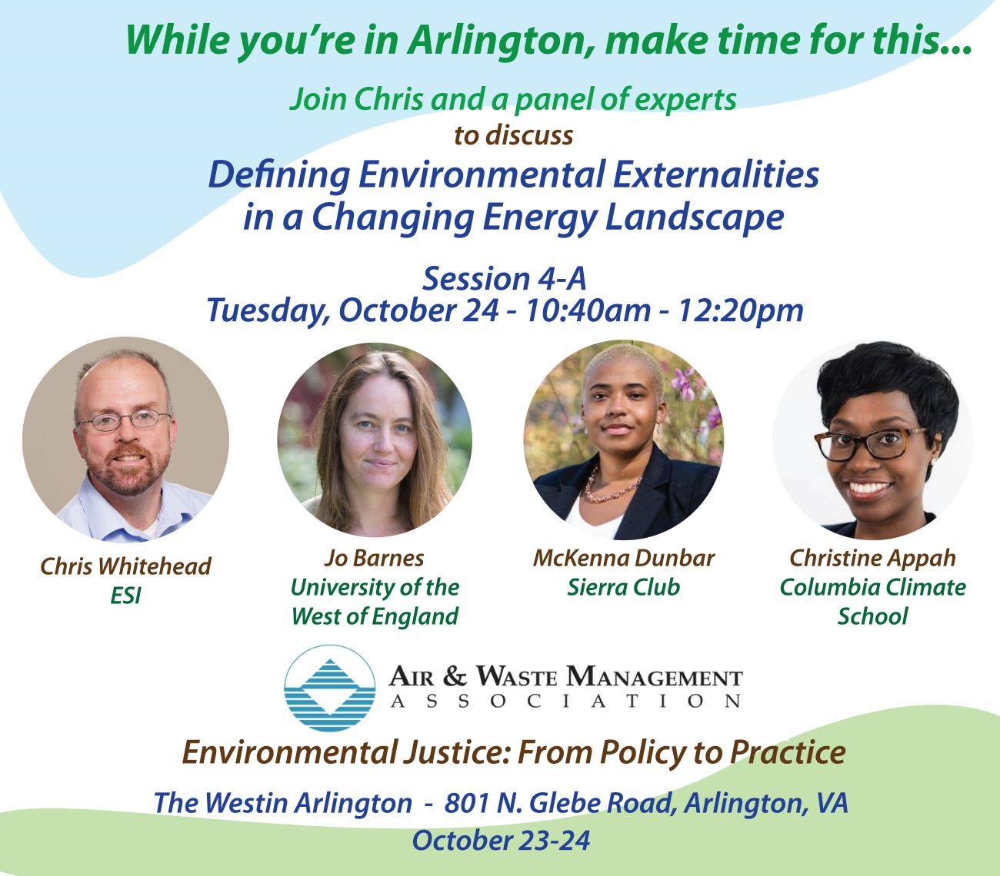 While you're in Arlington, make time for this...
Join Chris and a panel of experts
to discuss
Defining Environmental Externalities
in a Changing Energy Landscape
Session 4-A
Tuesday, October 24 - 10:40am - 12:20pm
Chris Whitehead
ESI
Jo Barnes
University of the
West of England
McKenna Dunbar
Sierra Club
Christine Appah
Columbia Climate
School
AIR & WASTE MANAGEMENT
ASSOCIATION
Environmental Justice: From Policy to Practice
The Westin Arlington - 801 N. Glebe Road, Arlington, VA
October 23-24